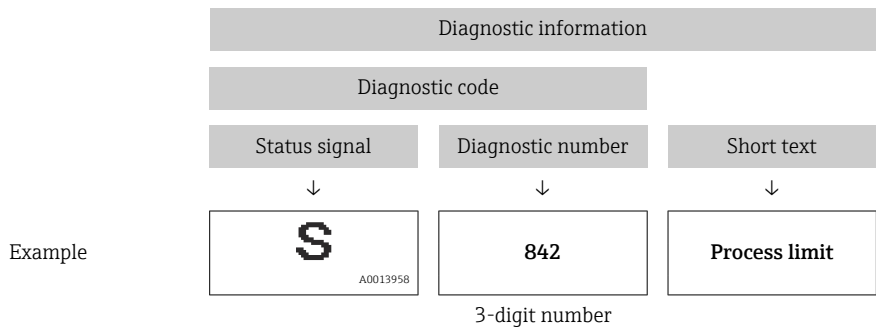 Diagnostic information
Diagnostic code
Status signal Diagnostic number Short text
↓ ↓ ↓
Example S 842 Process limit
A0013958
3-digit number